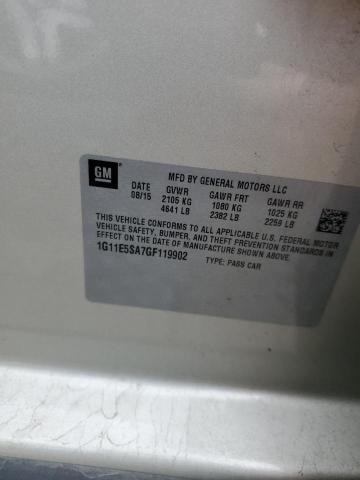 GM
MFD BY GENERAL MOTORS LLC
DATE GVWR GAWR FRT GAWR RR
08/15 2105 KG 1080 KG 1025 KG
4641 LB 2382 LB 2259 LB
THIS VEHICLE CONFORMS TO ALL APPLICABLE U.S. FEDERAL MOTOR
VEHICLE SAFETY, BUMPER, AND THEFT PREVENTION STANDARDS IN
EFFECT ON THE DATE OF MANUFACTURE SHOWN ABOVE.
1G11E5SA7GF119902 TYPE: PASS CAR